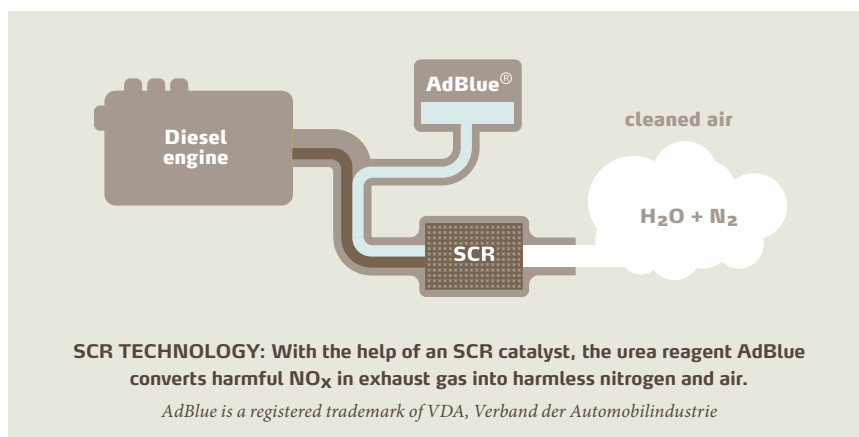 AdBlue®
Diesel
engine
cleaned air
H₂O + N₂
SCR
SCR TECHNOLOGY: With the help of an SCR catalyst, the urea reagent AdBlue
converts harmful NOₓ in exhaust gas into harmless nitrogen and air.
AdBlue is a registered trademark of VDA, Verband der Automobilindustrie